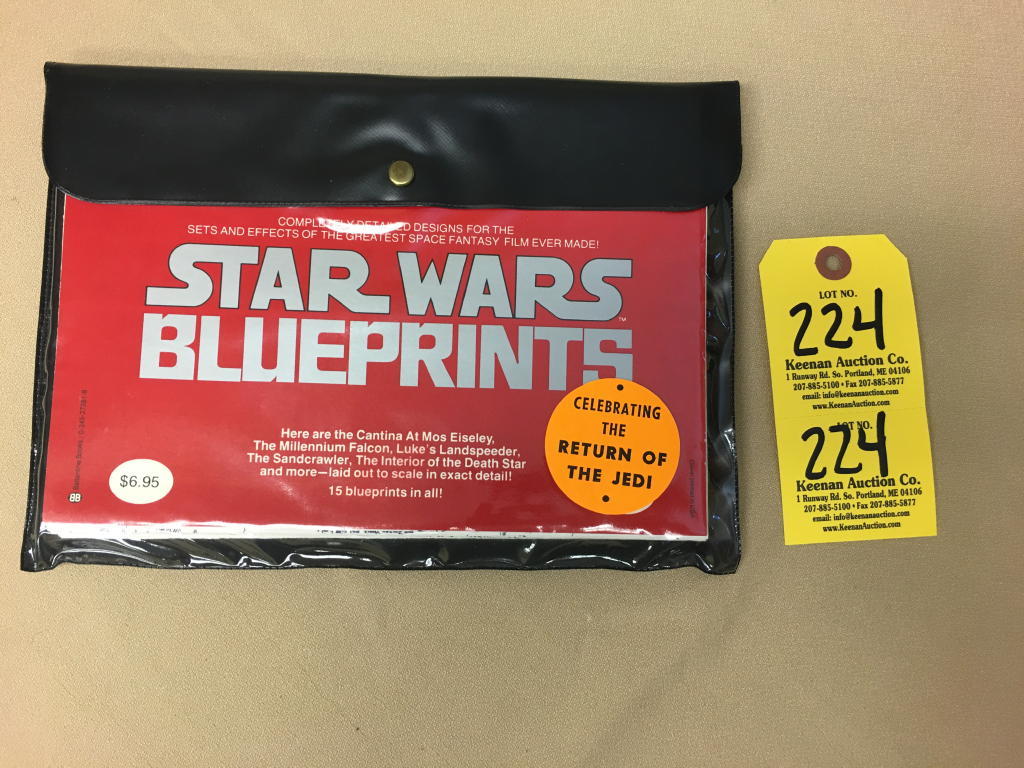 COMPLETELY DETAILED DESIGNS FOR THE
SETS AND EFFECTS OF THE GREATEST SPACE FANTASY FILM EVER MADE!
STAR WARS™
BLUEPRINTS
Here are the Cantina At Mos Eiseley,
The Millennium Falcon, Luke's Landspeeder,
The Sandcrawler, The Interior of the Death Star
and more—laid out to scale in exact detail!
15 blueprints in all!
$6.95
BB Ballantine Books
CELEBRATING
THE
RETURN OF
THE JEDI
LOT NO.
224
Keenan Auction Co.
1 Runway Rd. So. Portland, ME 04106
207-885-5100 • Fax 207-885-5877
email: info@keenanAuction.com
www.KeenanAuction.com
LOT NO.
224
Keenan Auction Co.
1 Runway Rd. So. Portland, ME 04106
207-885-5100 • Fax 207-885-5877
email: info@keenanAuction.com
www.KeenanAuction.com